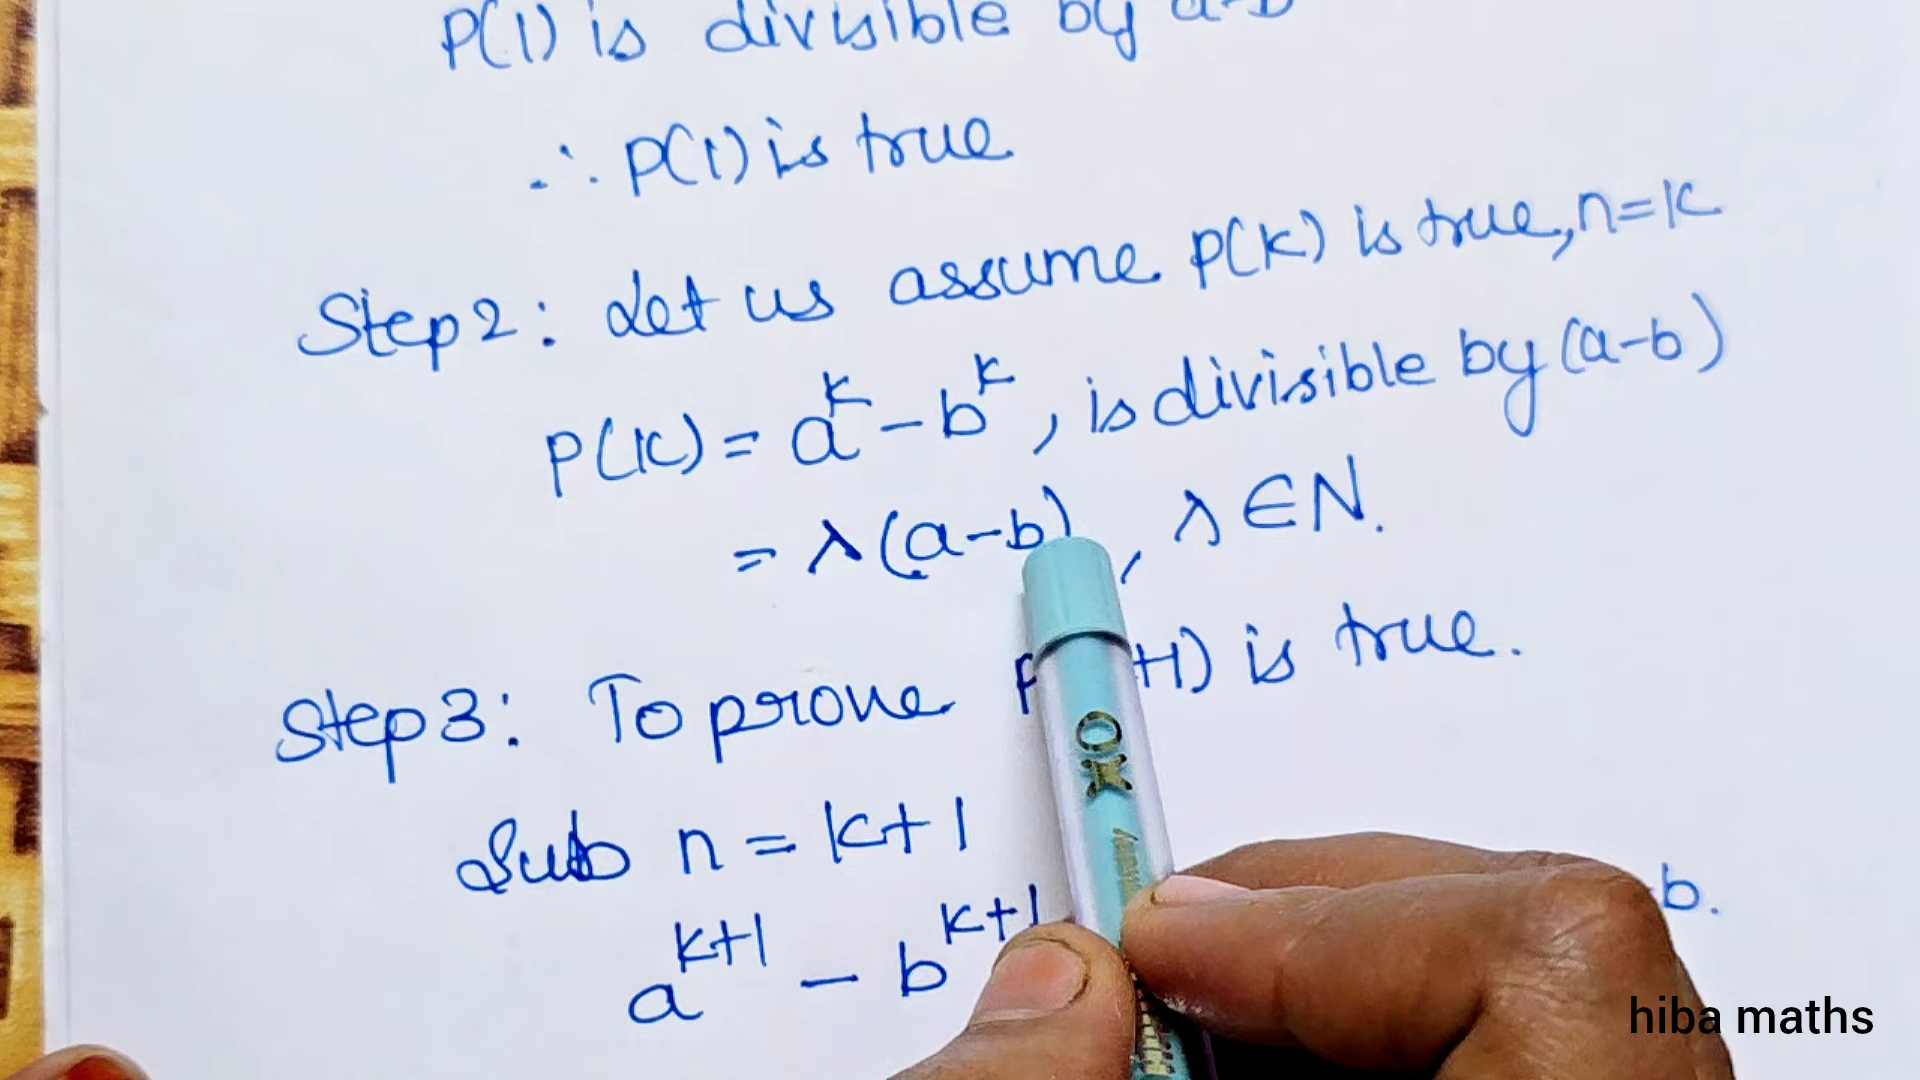 P(1) is divisible by a-b
∴ P(1) is true
Step 2: Let us assume P(k) is true, n=k
P(k) = a^k - b^k, is divisible by (a-b)
= λ(a-b), λ ∈ N.
Step 3: To prove P +1) is true.
Sub n = k+1
a^k+1 - b^k+1 b.
OX
hiba maths